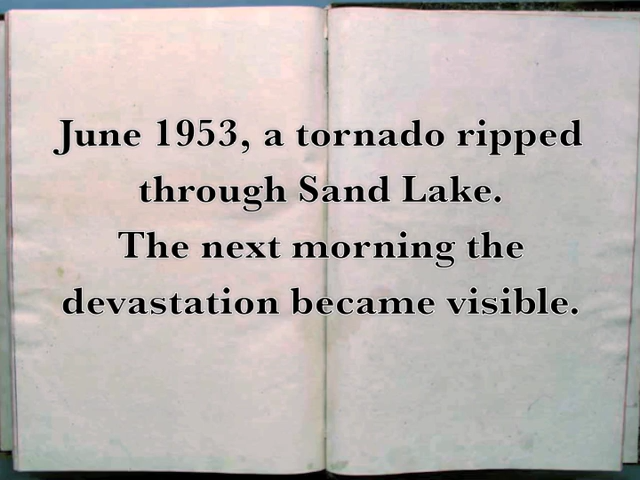 June 1953, a tornado ripped
through Sand Lake.
The next morning the
devastation became visible.